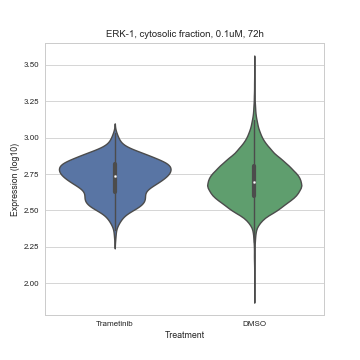 ERK-1, cytosolic fraction, 0.1uM, 72h
3.50
3.25
3.00
2.75
2.50
2.25
2.00
Expression (log10)
Trametinib
DMSO
Treatment